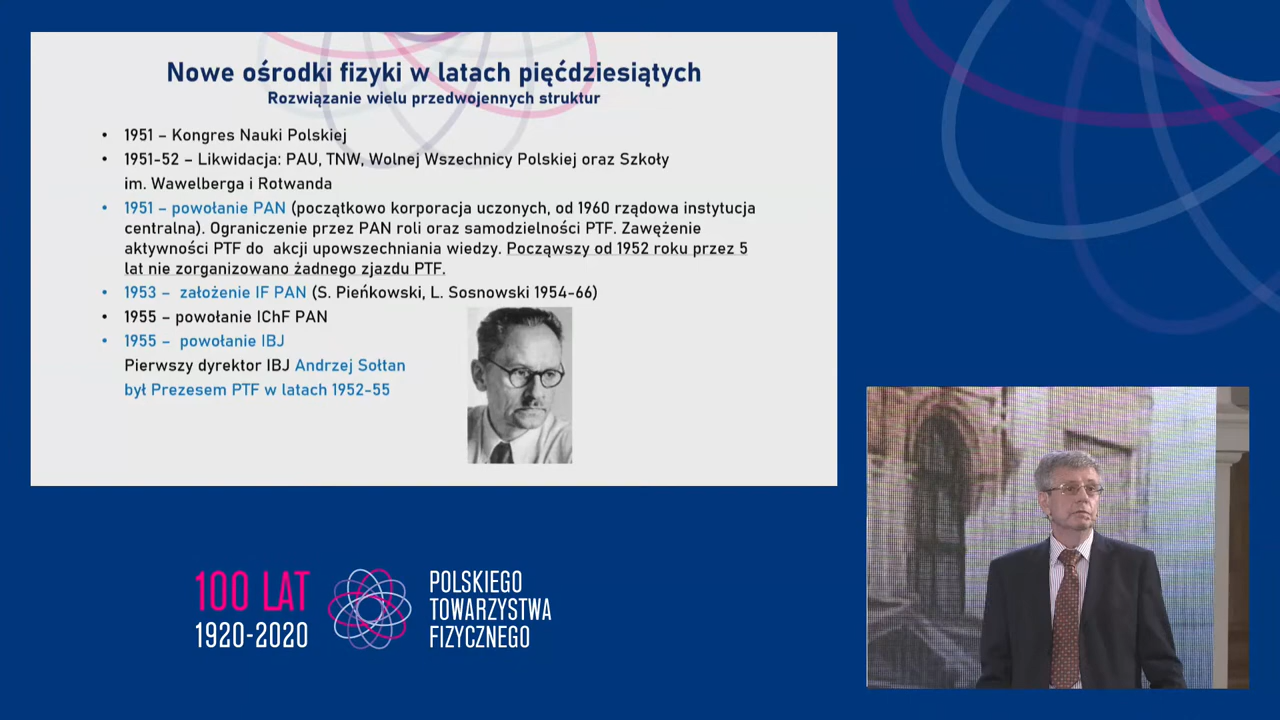 Nowe ośrodki fizyki w latach pięćdziesiątych
Rozwiązanie wielu przedwojennych struktur
• 1951 – Kongres Nauki Polskiej
• 1951-52 – Likwidacja: PAU, TNW, Wolnej Wszechnicy Polskiej oraz Szkoły
im. Wawelberga i Rotwanda
• 1951 – powołanie PAN (początkowo korporacja uczonych, od 1960 rządowa instytucja
centralna). Ograniczenie przez PAN roli oraz samodzielności PTF. Zawężenie
aktywności PTF do akcji upowszechniania wiedzy. Począwszy od 1952 roku przez 5
lat nie zorganizowano żadnego zjazdu PTF.
• 1953 – założenie IF PAN (S. Pieńkowski, L. Sosnowski 1954-66)
• 1955 – powołanie IChF PAN
• 1955 – powołanie IBJ
Pierwszy dyrektor IBJ Andrzej Sołtan
był Prezesem PTF w latach 1952-55
100 LAT
1920-2020
POLSKIEGO
TOWARZYSTWA
FIZYCZNEGO